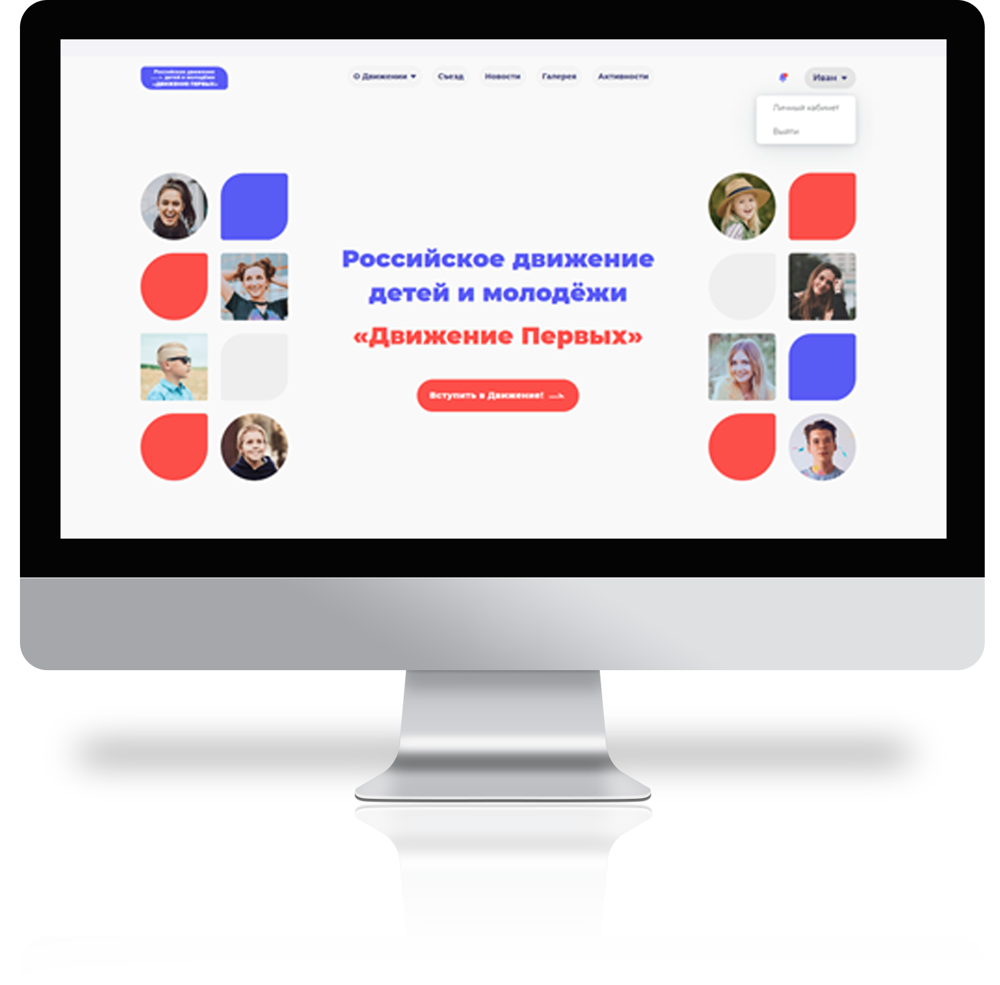 Российское движение
детей и молодёжи
«ДВИЖЕНИЕ ПЕРВЫХ»
О Движении
Съезд
Новости
Галерея
Активности
Иван
Личный кабинет
Выйти
Российское движение
детей и молодёжи
«Движение Первых»
Вступить в Движение!